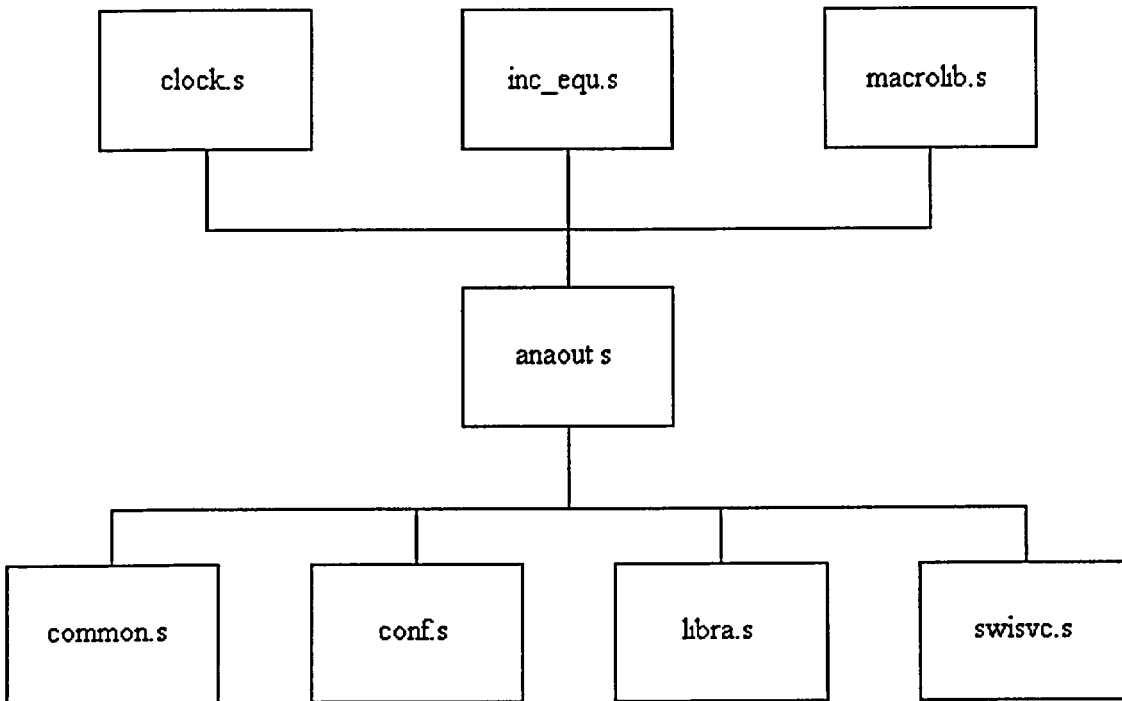 clock.s
inc_equ.s
macrolib.s
anaout s
common.s
conf.s
libra.s
swisvc.s